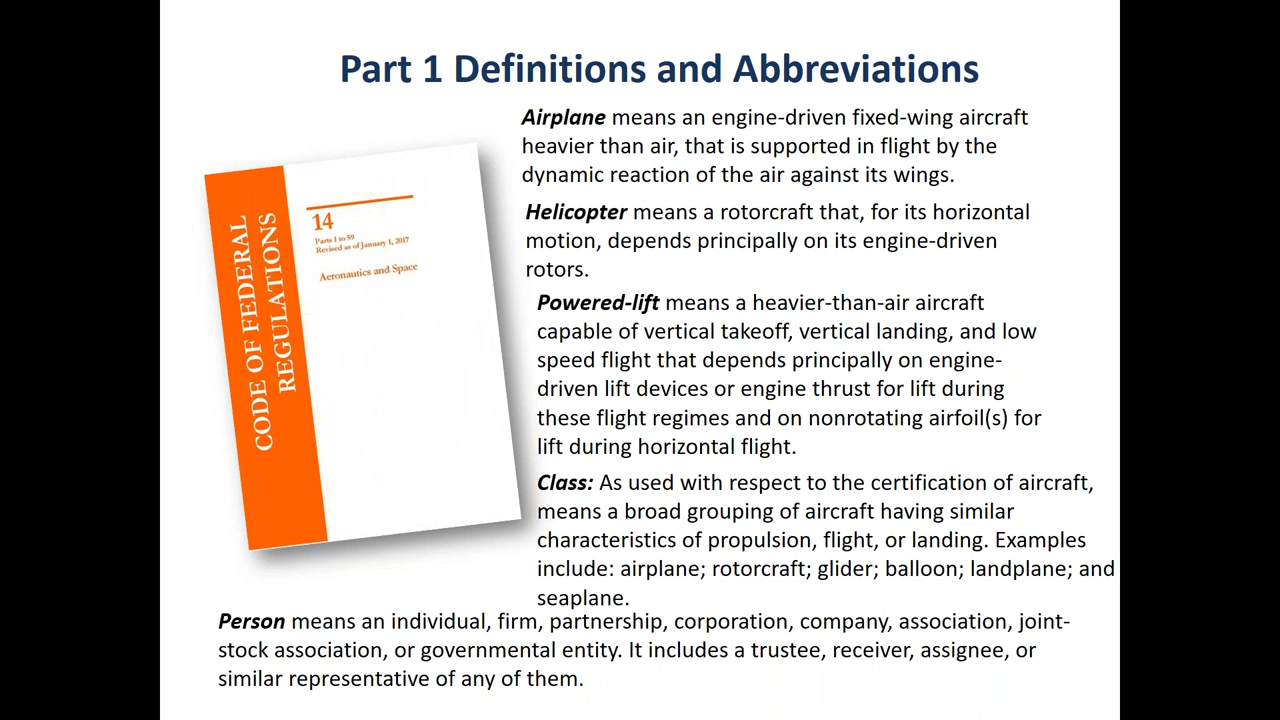 Part 1 Definitions and Abbreviations
Airplane means an engine-driven fixed-wing aircraft
heavier than air, that is supported in flight by the
dynamic reaction of the air against its wings.
Helicopter means a rotorcraft that, for its horizontal
motion, depends principally on its engine-driven
rotors.
Powered-lift means a heavier-than-air aircraft
capable of vertical takeoff, vertical landing, and low
speed flight that depends principally on engine-
driven lift devices or engine thrust for lift during
these flight regimes and on nonrotating airfoil(s) for
lift during horizontal flight.
Class: As used with respect to the certification of aircraft,
means a broad grouping of aircraft having similar
characteristics of propulsion, flight, or landing. Examples
include: airplane; rotorcraft; glider; balloon; landplane; and
seaplane.
Person means an individual, firm, partnership, corporation, company, association, joint-
stock association, or governmental entity. It includes a trustee, receiver, assignee, or
similar representative of any of them.
CODE OF FEDERAL
REGULATIONS
14
Parts 1 to 59
Revised as of January 1, 2017
Aeronautics and Space